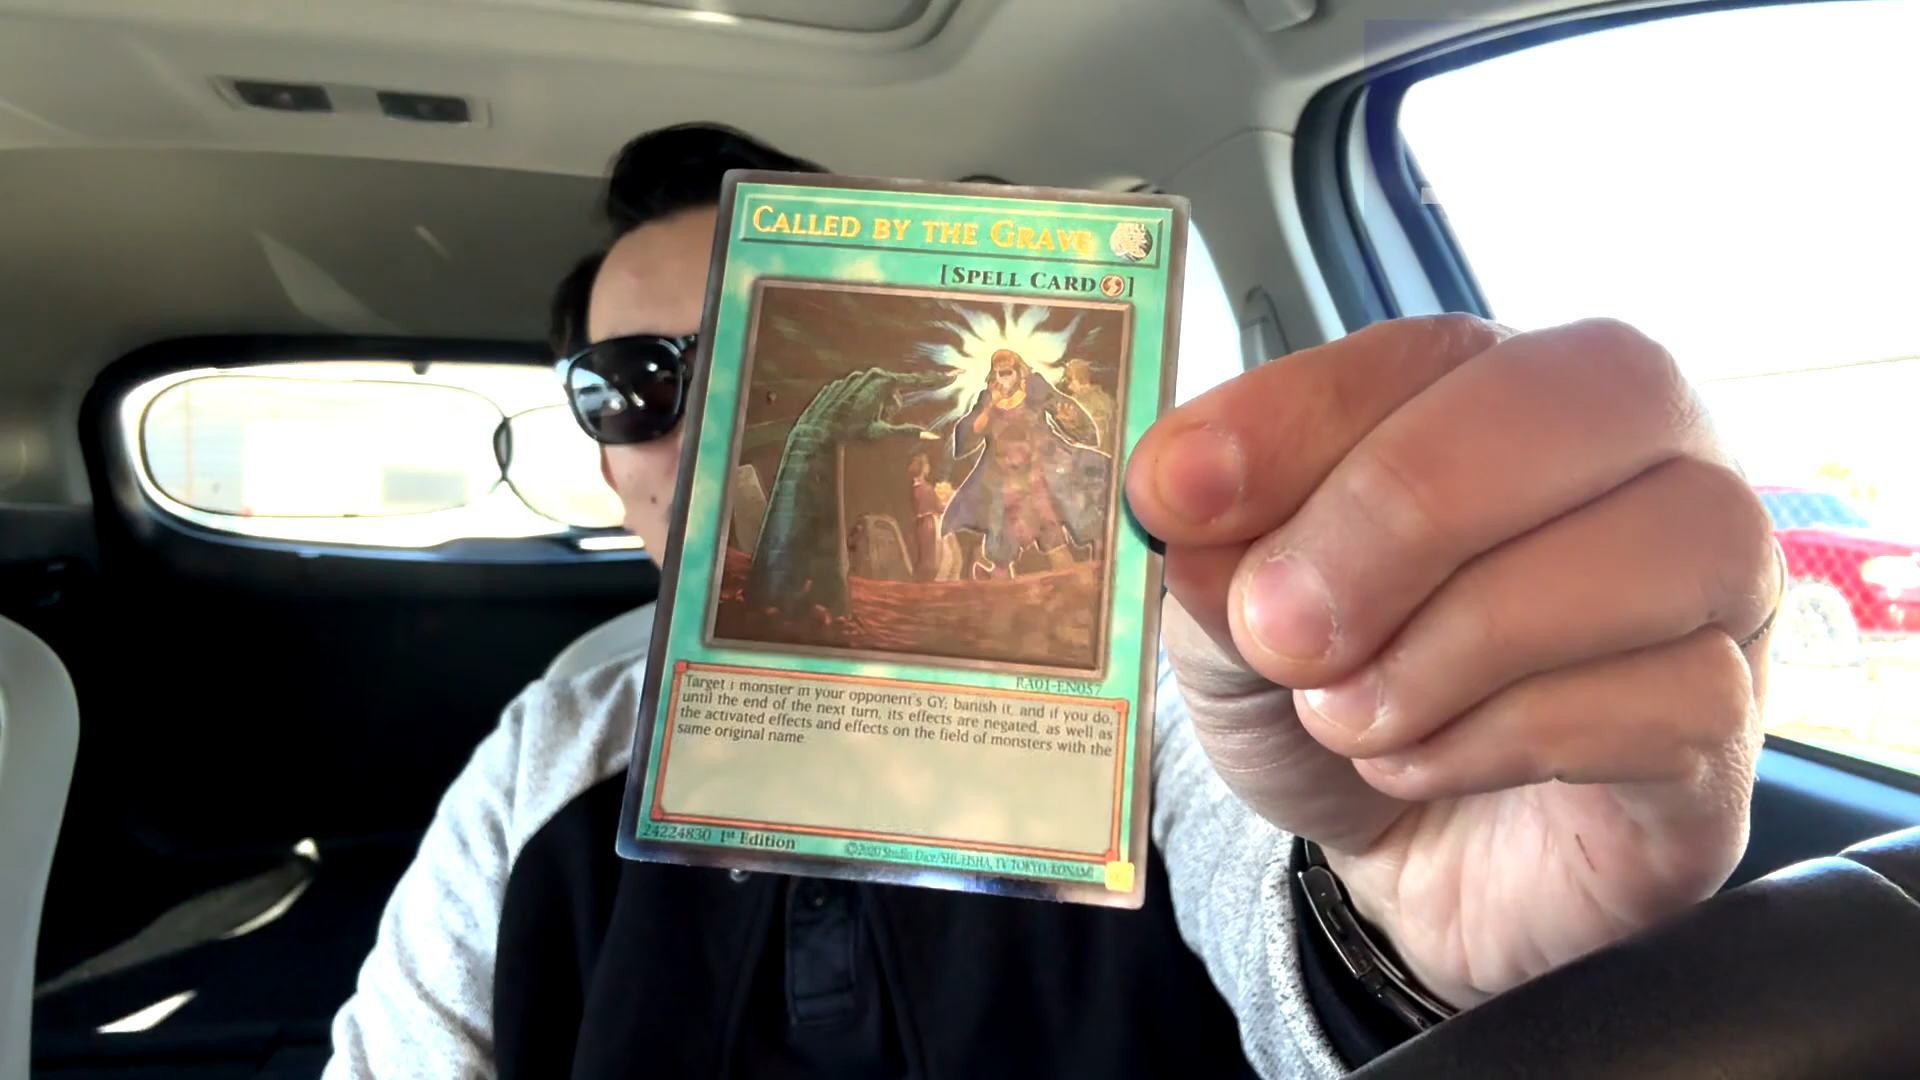 CALLED BY THE GRAVE
[SPELL CARD]
RA01-EN057
Target 1 monster in your opponent's GY; banish it, and if you do,
until the end of the next turn, its effects are negated, as well as
the activated effects and effects on the field of monsters with the
same original name.
24224830 1st Edition
©2020 Studio Dice/SHUEISHA, TV TOKYO, KONAMI